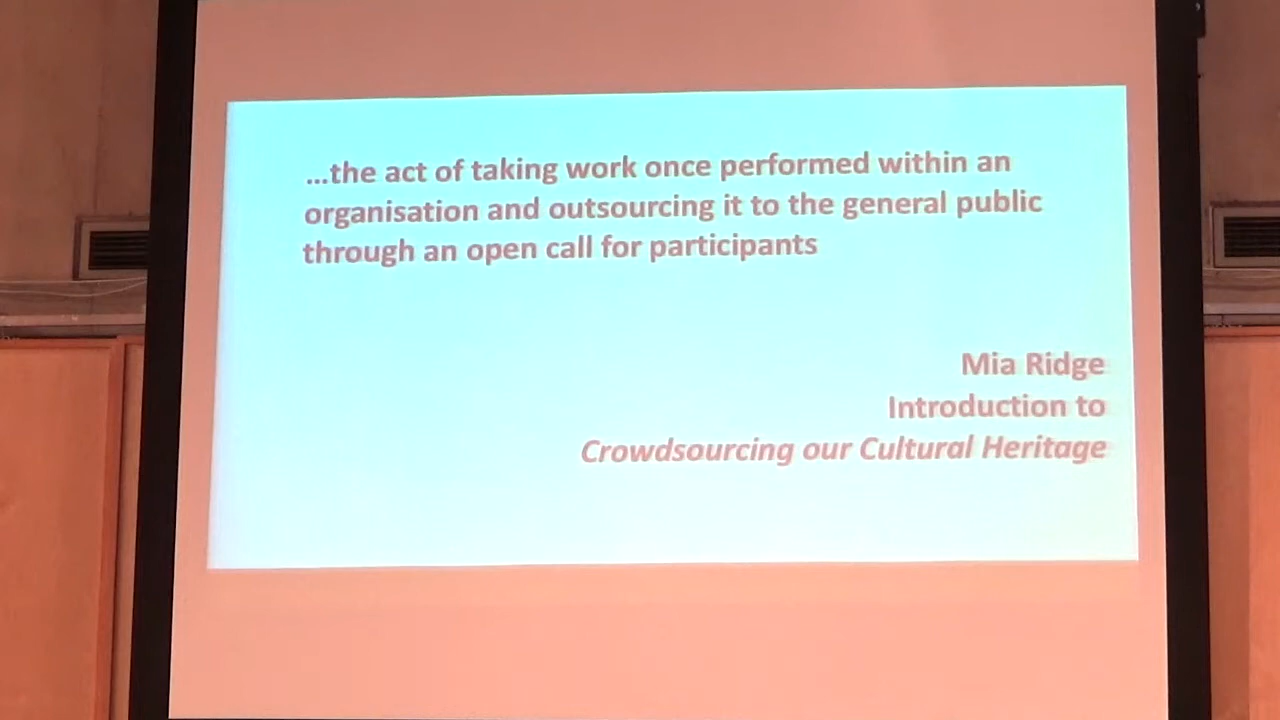 ...the act of taking work once performed within an
organisation and outsourcing it to the general public
through an open call for participants
Mia Ridge
Introduction to
Crowdsourcing our Cultural Heritage